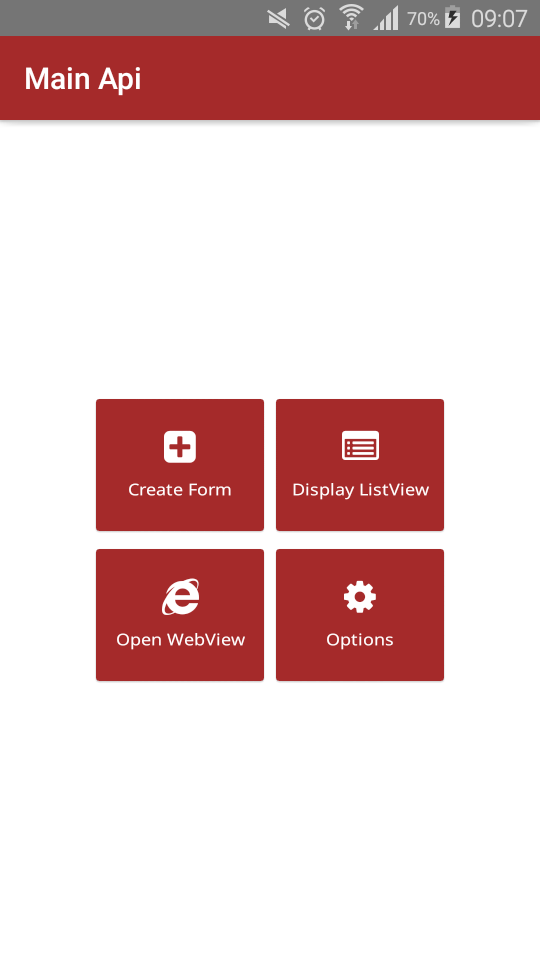 70% 09:07
Main Api
Create Form
Display ListView
Open WebView
Options